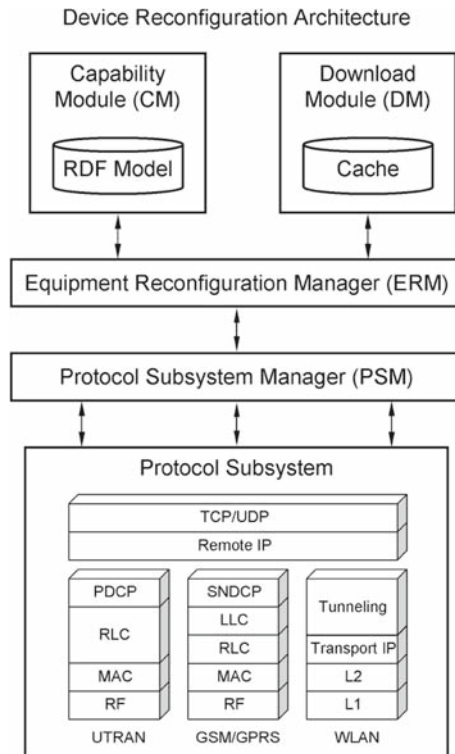 Device Reconfiguration Architecture
Capability
Module (CM)
RDF Model
Download
Module (DM)
Cache
Equipment Reconfiguration Manager (ERM)
Protocol Subsystem Manager (PSM)
Protocol Subsystem
TCP/UDP
Remote IP
PDCP
RLC
MAC
RF
UTRAN
SNDCP
LLC
RLC
MAC
RF
GSM/GPRS
Tunneling
Transport IP
L2
L1
WLAN